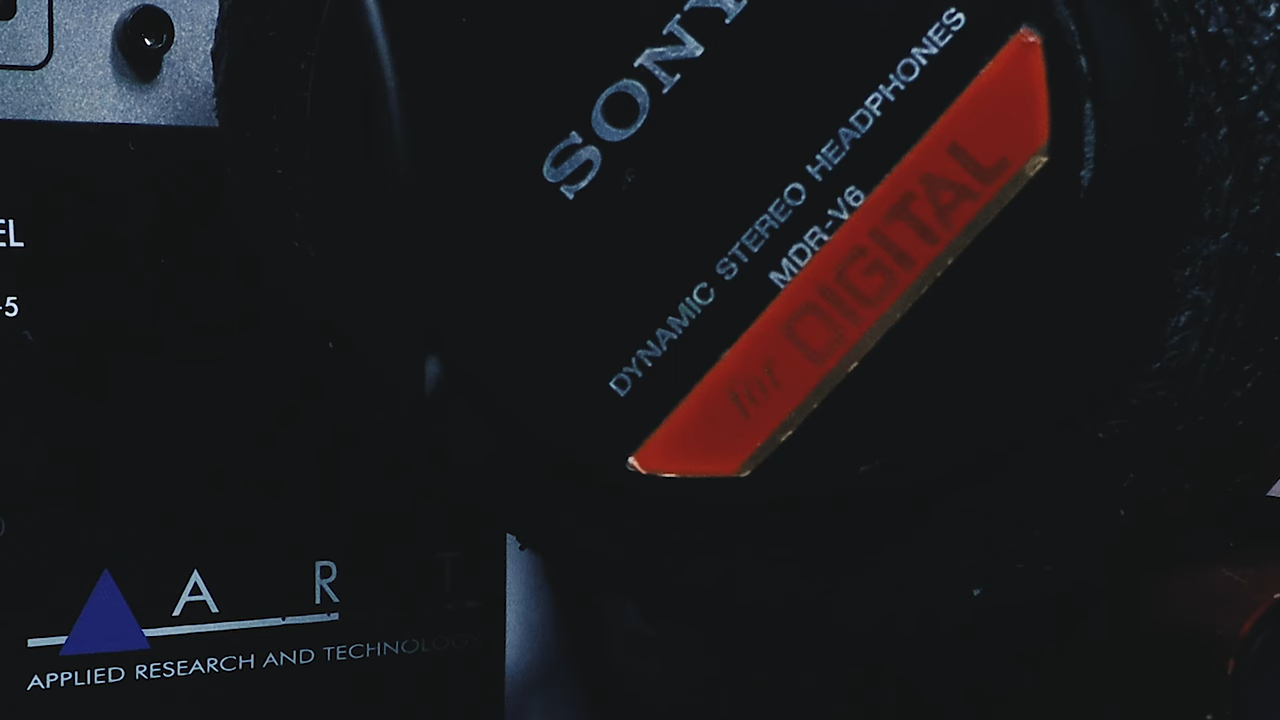 SONY
DYNAMIC STEREO HEADPHONES
MDR-V6
for DIGITAL
EL
-5
A R T
APPLIED RESEARCH AND TECHNOLOGY